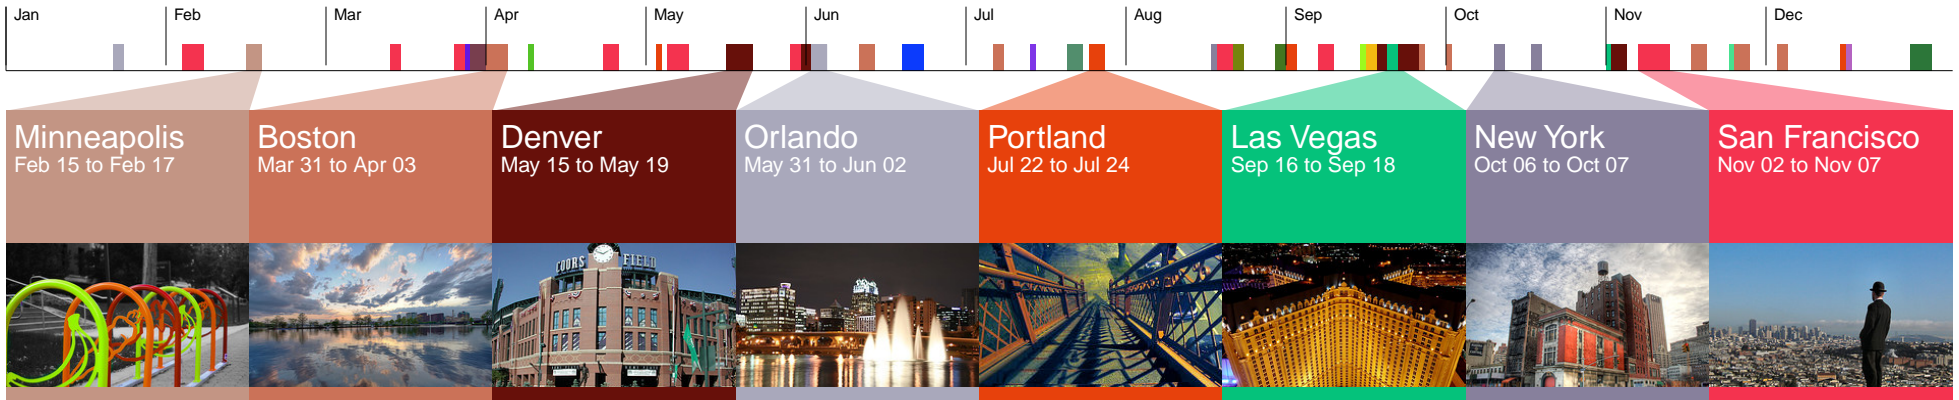 Jan
Feb
Mar
Apr
May
Jun
Jul
Aug
Sep
Oct
Nov
Dec
Minneapolis
Feb 15 to Feb 17
Boston
Mar 31 to Apr 03
Denver
May 15 to May 19
Orlando
May 31 to Jun 02
Portland
Jul 22 to Jul 24
Las Vegas
Sep 16 to Sep 18
New York
Oct 06 to Oct 07
San Francisco
Nov 02 to Nov 07
COORS FIELD